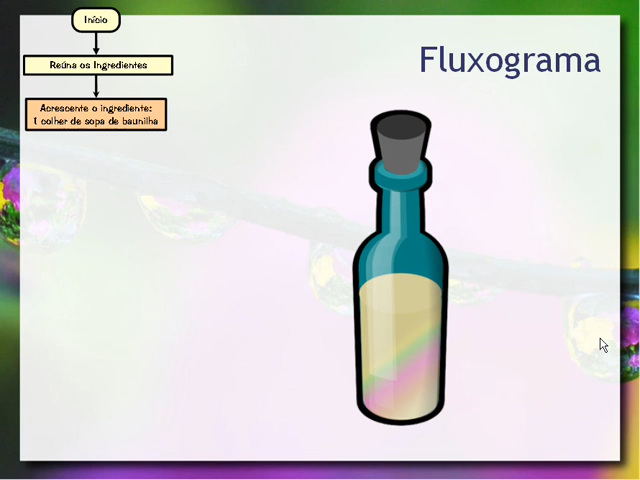 Início
Fluxograma
Reúna os Ingredientes
Acrescente o ingrediente:
1 colher de sopa de baunilha